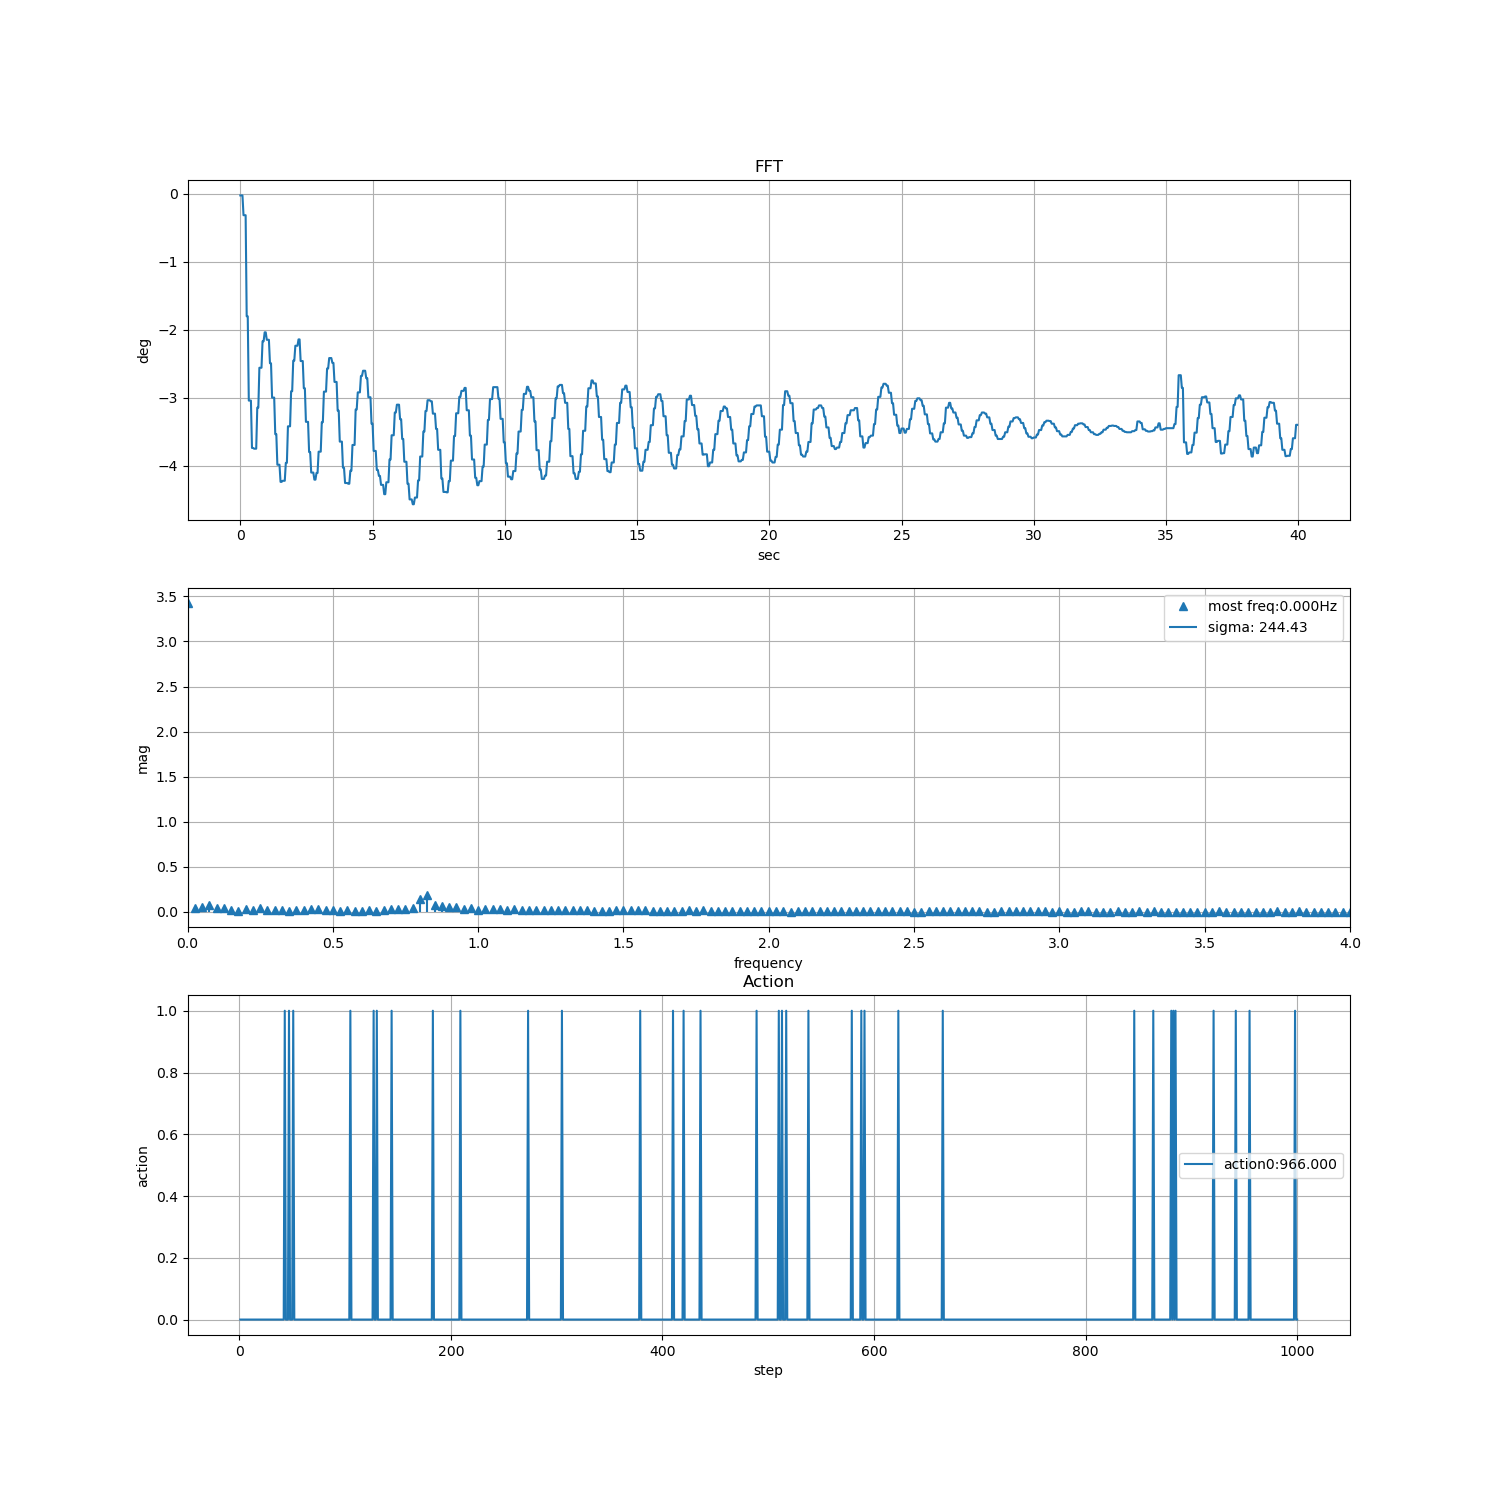 FFT
0
−1
−2
−3
−4
deg
0 5 10 15 20 25 30 35 40
sec
3.5
3.0
2.5
2.0
1.5
1.0
0.5
0.0
mag
most freq:0.000Hz
sigma: 244.43
0.0 0.5 1.0 1.5 2.0 2.5 3.0 3.5 4.0
frequency
Action
1.0
0.8
0.6
0.4
0.2
0.0
action
action0:966.000
0 200 400 600 800 1000
step